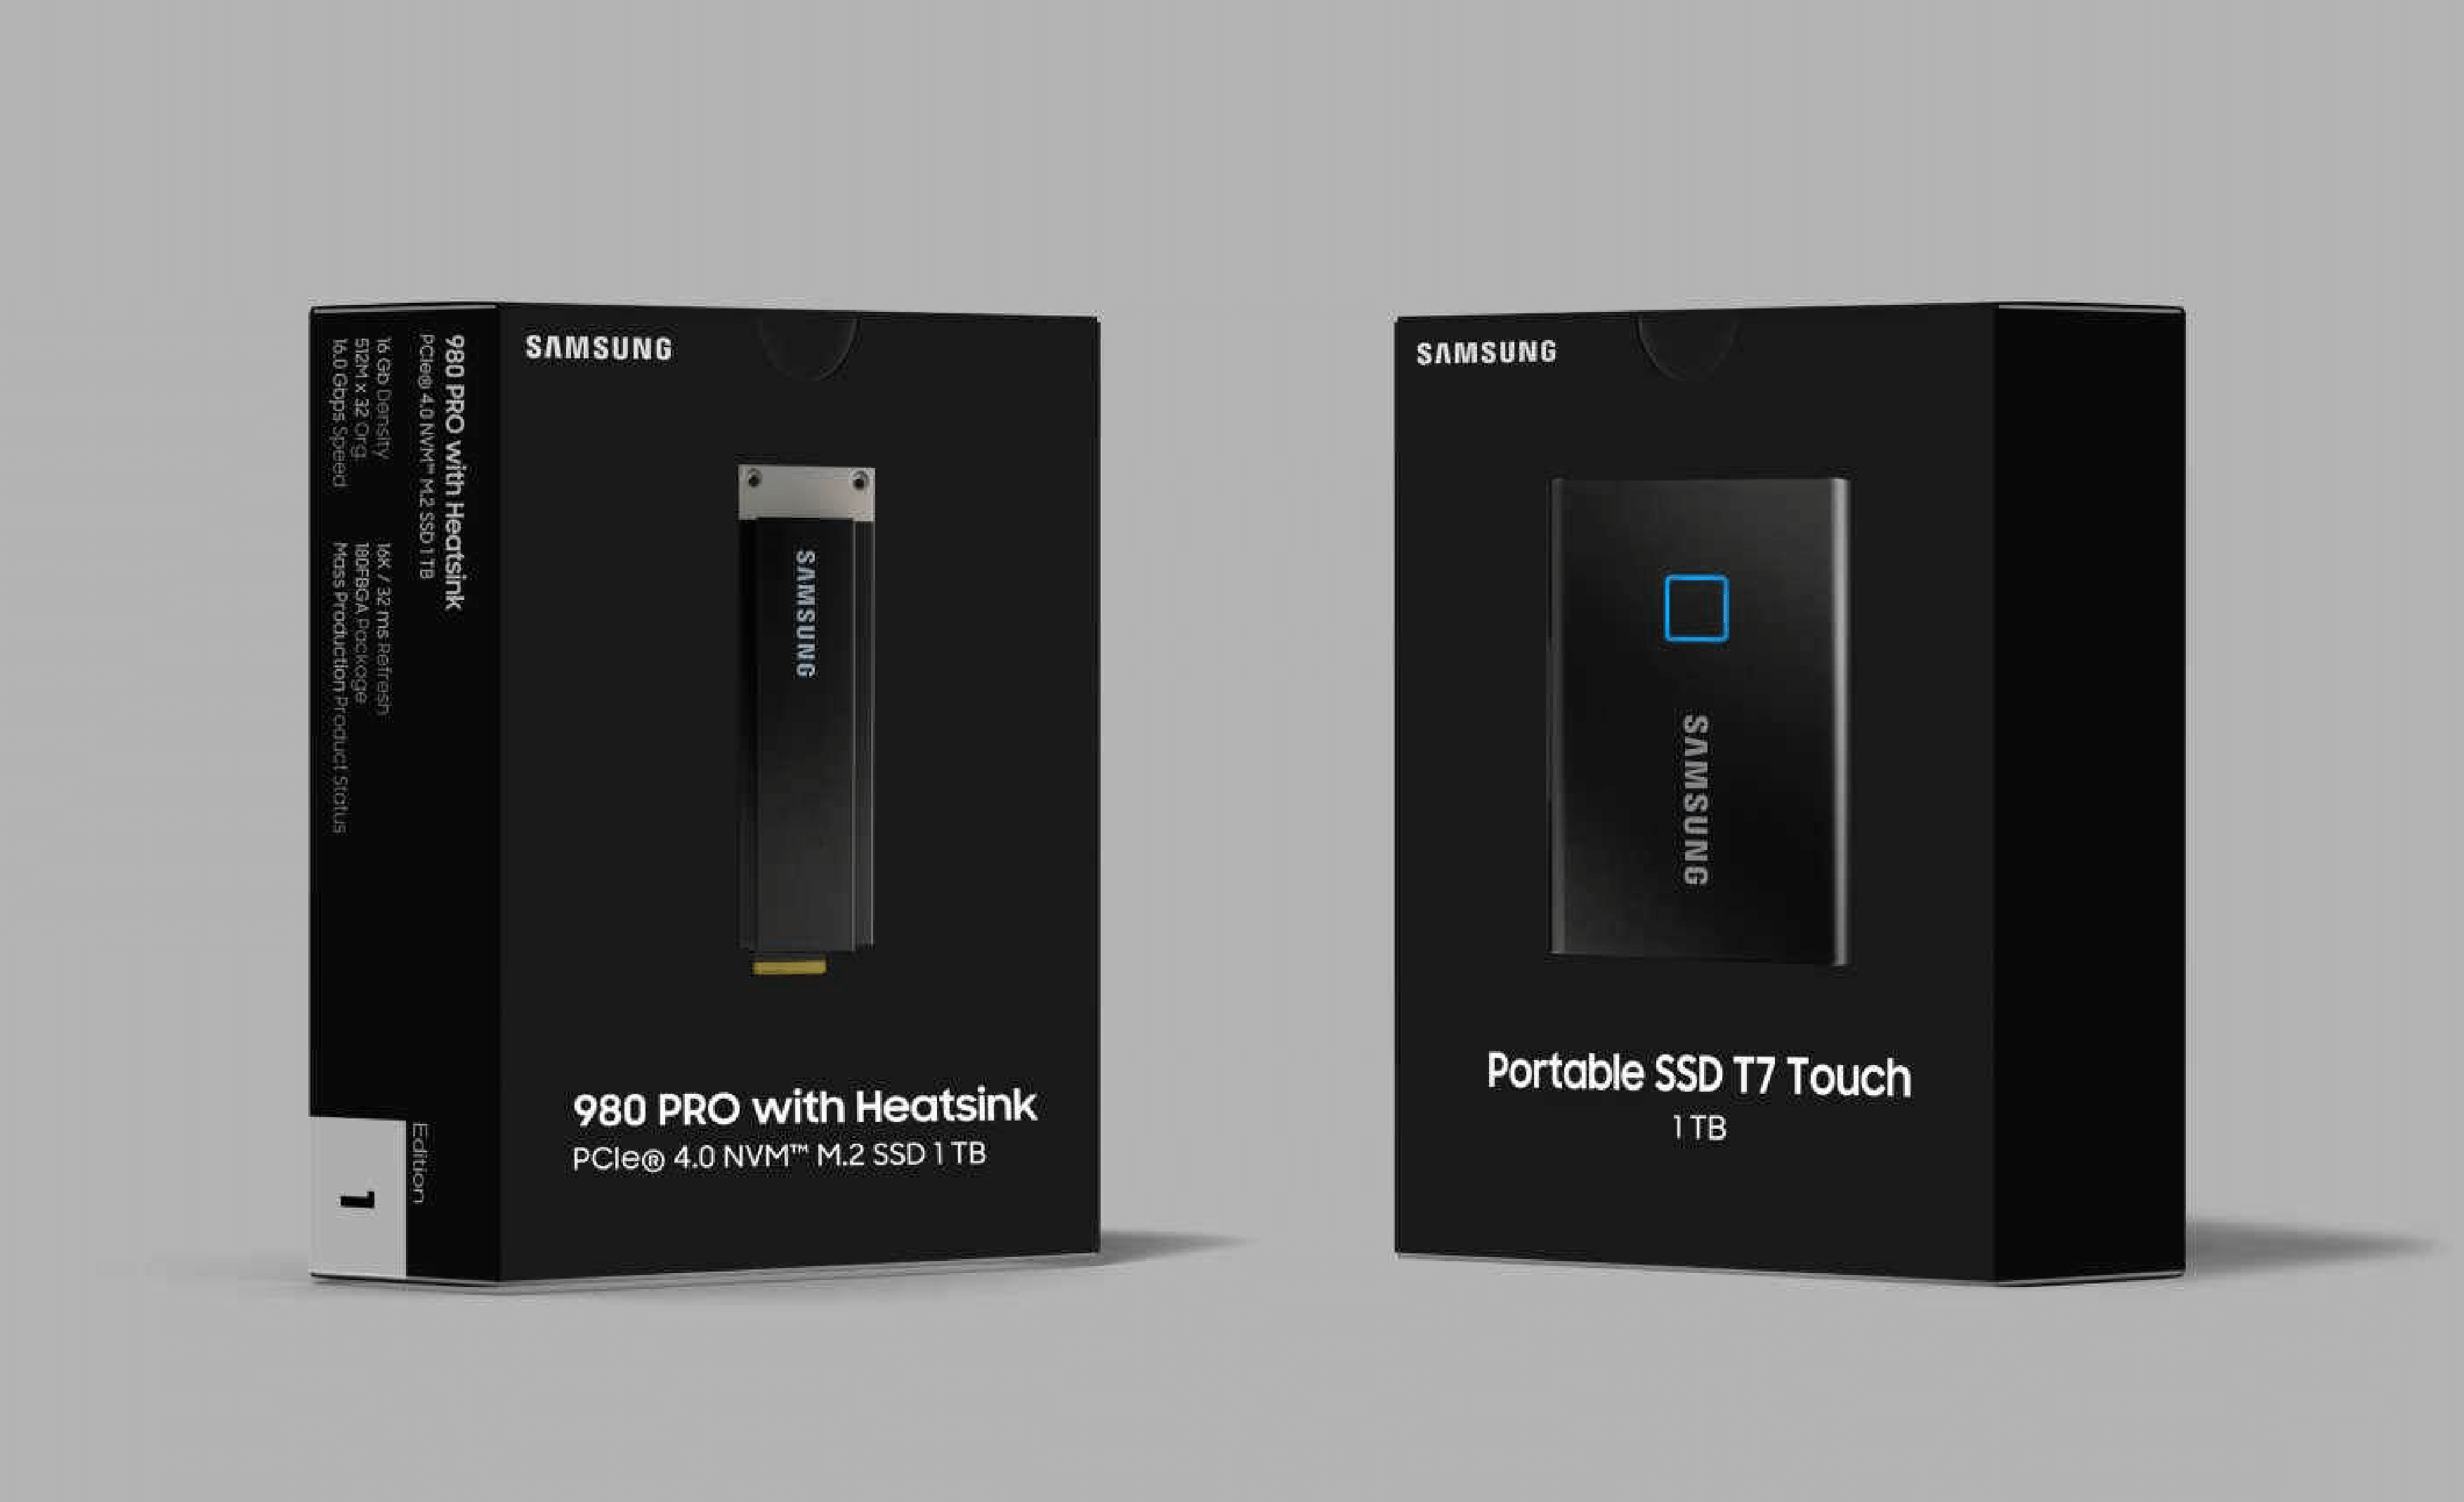 980 PRO with Heatsink
PCIe® 4.0 NVM™ M.2 SSD 1 TB
16 Gb Density
512M x 32 Org.
16.0 Gbps Speed
16K / 32 ms Refresh
180FBGA Package
Mass Production Product Status
Edition
1
SAMSUNG
SAMSUNG
980 PRO with Heatsink
PCIe® 4.0 NVM™ M.2 SSD 1 TB
SAMSUNG
SAMSUNG
Portable SSD T7 Touch
1 TB